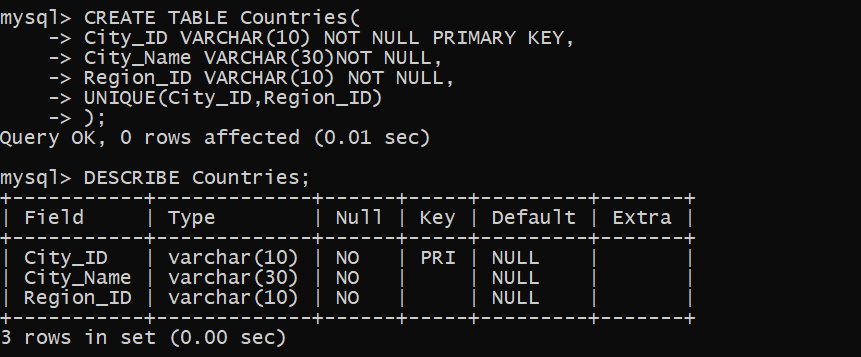 mysql> CREATE TABLE Countries(
    -> City_ID VARCHAR(10) NOT NULL PRIMARY KEY,
    -> City_Name VARCHAR(30)NOT NULL,
    -> Region_ID VARCHAR(10) NOT NULL,
    -> UNIQUE(City_ID,Region_ID)
    -> );
Query OK, 0 rows affected (0.01 sec)

mysql> DESCRIBE Countries;
+-----------+-------------+------+-----+---------+-------+
| Field     | Type        | Null | Key | Default | Extra |
+-----------+-------------+------+-----+---------+-------+
| City_ID   | varchar(10) | NO   | PRI | NULL    |       |
| City_Name | varchar(30) | NO   |     | NULL    |       |
| Region_ID | varchar(10) | NO   |     | NULL    |       |
+-----------+-------------+------+-----+---------+-------+
3 rows in set (0.00 sec)